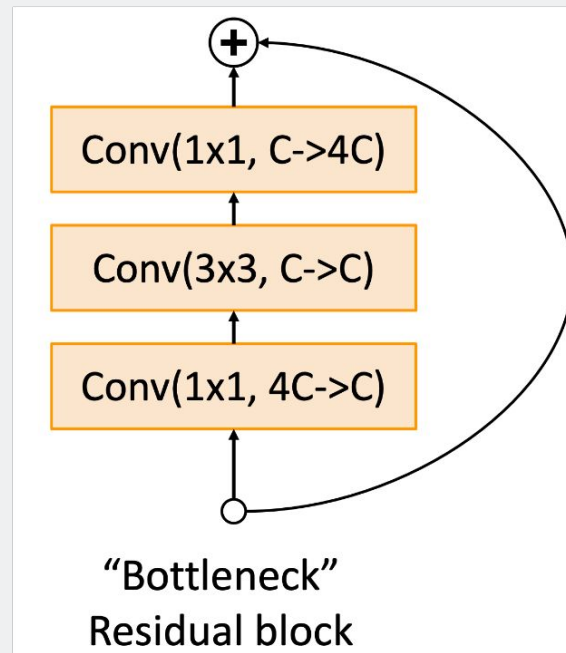 +
Conv(1x1, C->4C)
Conv(3x3, C->C)
Conv(1x1, 4C->C)
“Bottleneck”
Residual block